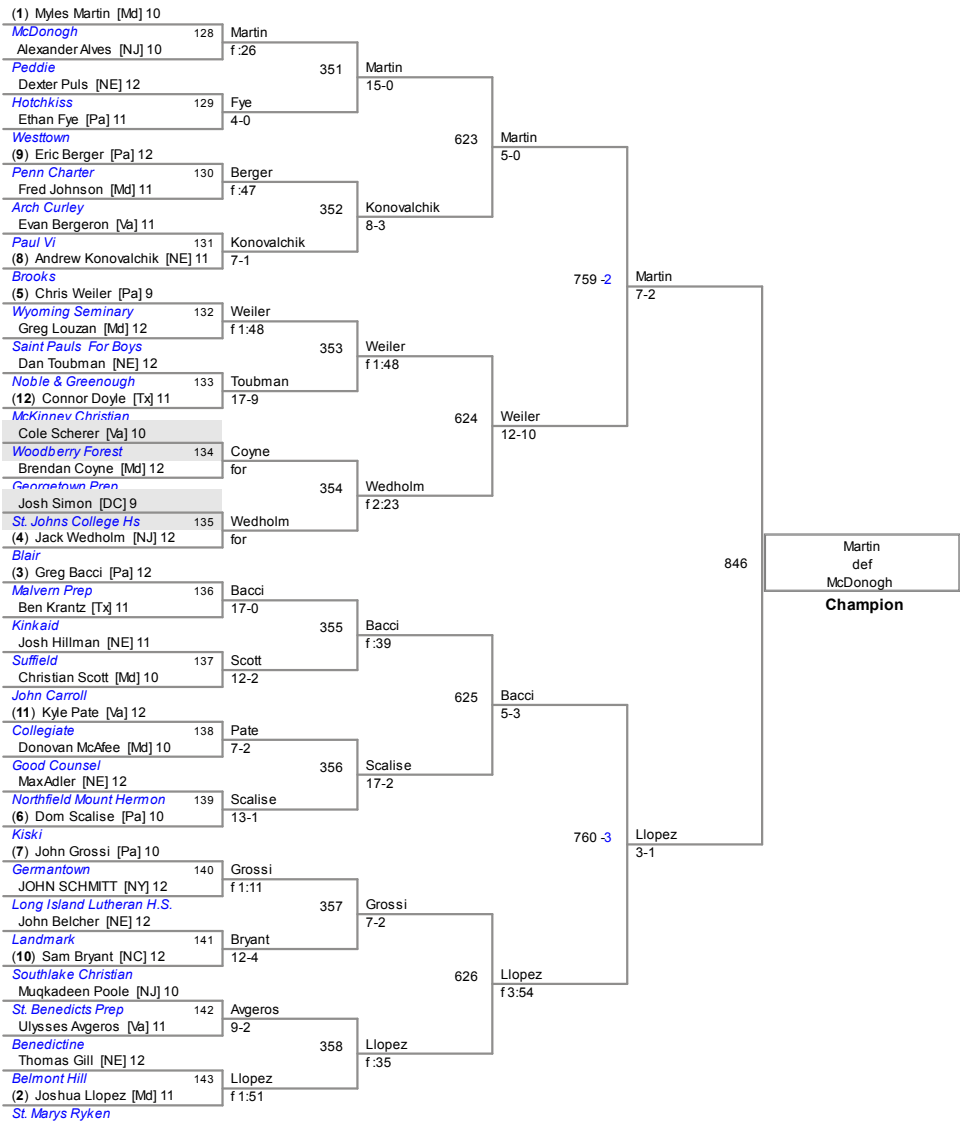 (1) Myles Martin [Md] 10
McDonogh 128 Martin
Alexander Alves [NJ] 10 f :26
Peddie 351 Martin
Dexter Puls [NE] 12 15-0
Hotchkiss 129 Fye
Ethan Fye [Pa] 11 4-0
Westtown 623 Martin
(9) Eric Berger [Pa] 12 5-0
Penn Charter 130 Berger
Fred Johnson [Md] 11 f :47
Arch Curley 352 Konovalchik
Evan Bergeron [Va] 11 8-3
Paul Vi 131 Konovalchik
(8) Andrew Konovalchik [NE] 11 7-1
Brooks 759 -2 Martin
(5) Chris Weiler [Pa] 9 7-2
Wyoming Seminary 132 Weiler
Greg Louzan [Md] 12 f 1:48
Saint Pauls For Boys 353 Weiler
Dan Toubman [NE] 12 f 1:48
Noble & Greenough 133 Toubman
(12) Connor Doyle [Tx] 11 17-9
McKinney Christian 624 Weiler
Cole Scherer [Va] 10 12-10
Woodberry Forest 134 Coyne
Brendan Coyne [Md] 12 for
Georgetown Prep 354 Wedholm
Josh Simon [DC] 9 f 2:23
St. Johns College Hs 135 Wedholm
(4) Jack Wedholm [NJ] 12 for
Blair 846 Martin
def
(3) Greg Bacci [Pa] 12 McDonogh
Malvern Prep 136 Bacci
Champion
Ben Krantz [Tx] 11 17-0
Kinkaid 355 Bacci
Josh Hillman [NE] 11 f :39
Suffield 137 Scott
Christian Scott [Md] 10 12-2
John Carroll 625 Bacci
(11) Kyle Pate [Va] 12 5-3
Collegiate 138 Pate
Donovan McAfee [Md] 10 7-2
Good Counsel 356 Scalise
MaxAdler [NE] 12 17-2
Northfield Mount Hermon 139 Scalise
(6) Dom Scalise [Pa] 10 13-1
Kiski 760 -3 Llopez
(7) John Grossi [Pa] 10 3-1
Germantown 140 Grossi
JOHN SCHMITT [NY] 12 f 1:11
Long Island Lutheran H.S. 357 Grossi
John Belcher [NE] 12 7-2
Landmark 141 Bryant
(10) Sam Bryant [NC] 12 12-4
Southlake Christian 626 Llopez
Muqkadeen Poole [NJ] 10 f 3:54
St. Benedicts Prep 142 Avgeros
Ulysses Avgeros [Va] 11 9-2
Benedictine 358 Llopez
Thomas Gill [NE] 12 f :35
Belmont Hill 143 Llopez
(2) Joshua Llopez [Md] 11 f 1:51
St. Marys Ryken